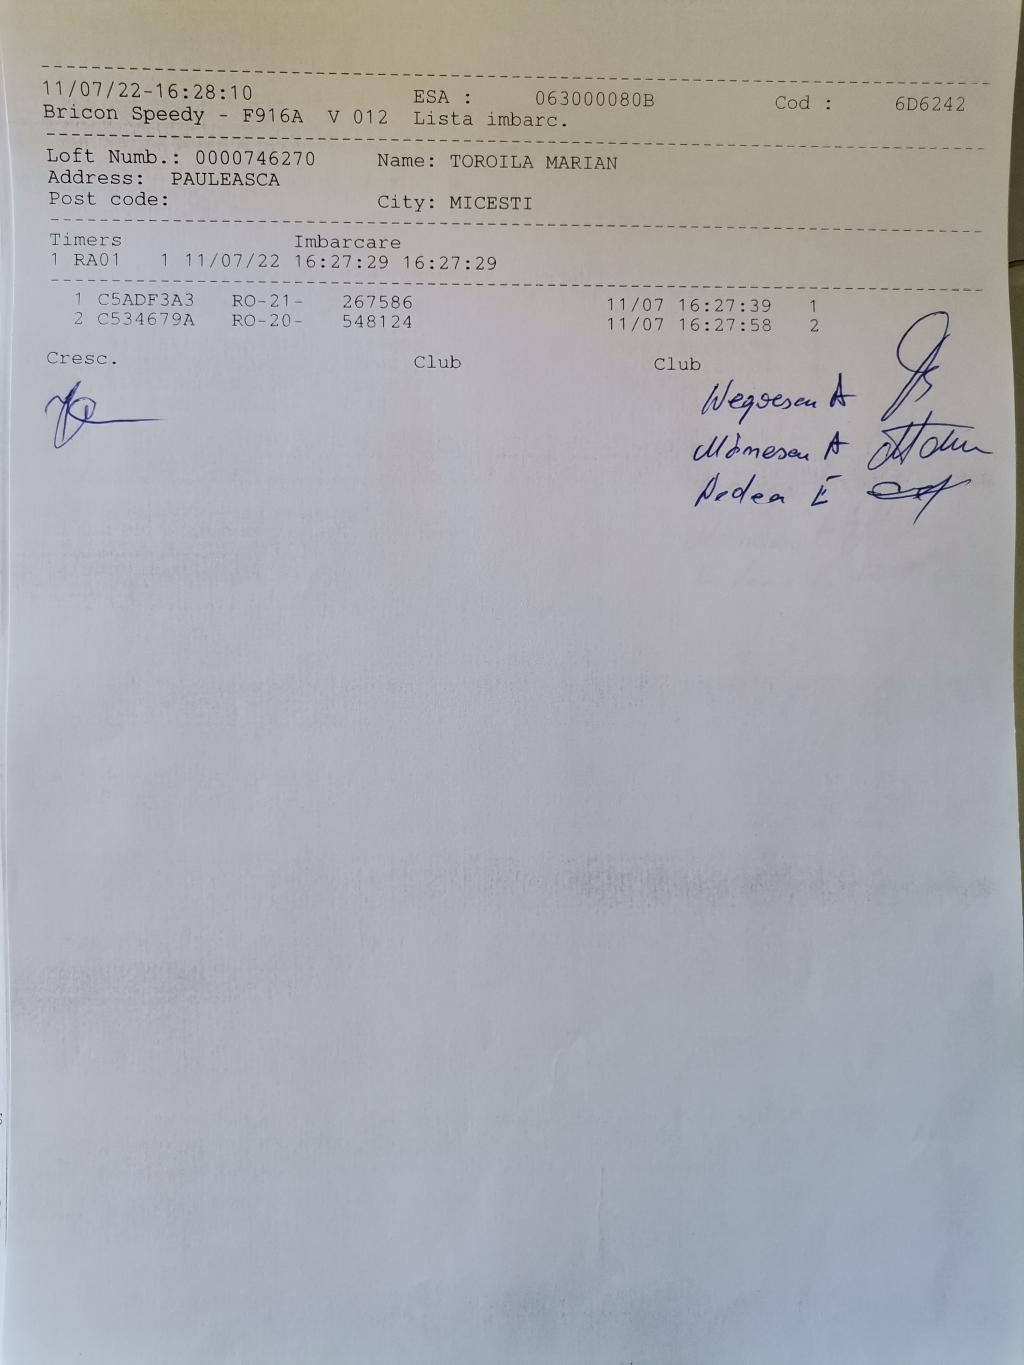 11/07/22-16:28:10 ESA : 063000080B Cod : 6D6242
Bricon Speedy - F916A V 012 Lista imbarc.
Loft Numb.: 0000746270 Name: TOROILA MARIAN
Address: PAULEASCA
Post code: City: MICESTI
Timers Imbarcare
1 RA01 1 11/07/22 16:27:29 16:27:29
1 C5ADF3A3 RO-21- 267586 11/07 16:27:39 1
2 C534679A RO-20- 548124 11/07 16:27:58 2
Cresc. Club Club
Negoescu A
A
Nedea E